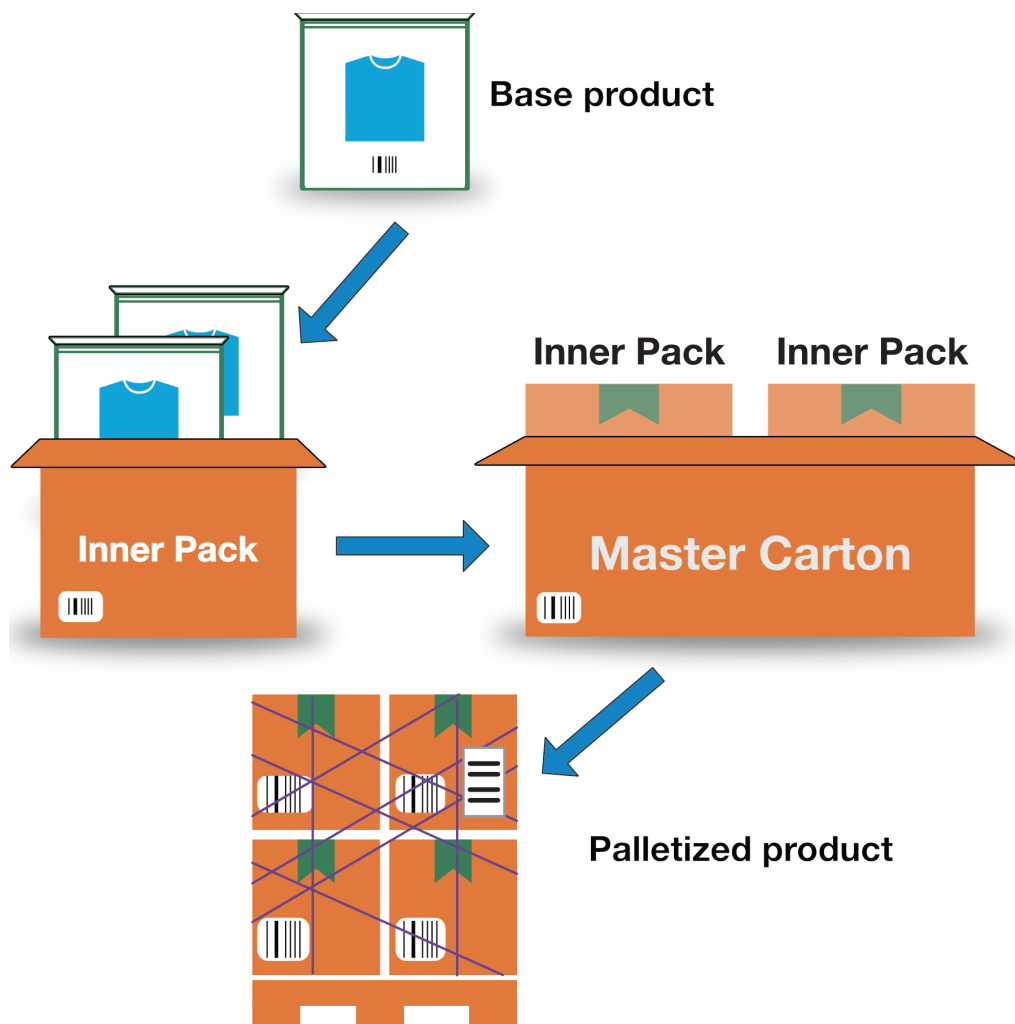 Base product
Inner Pack
Inner Pack
Inner Pack
Master Carton
Palletized product